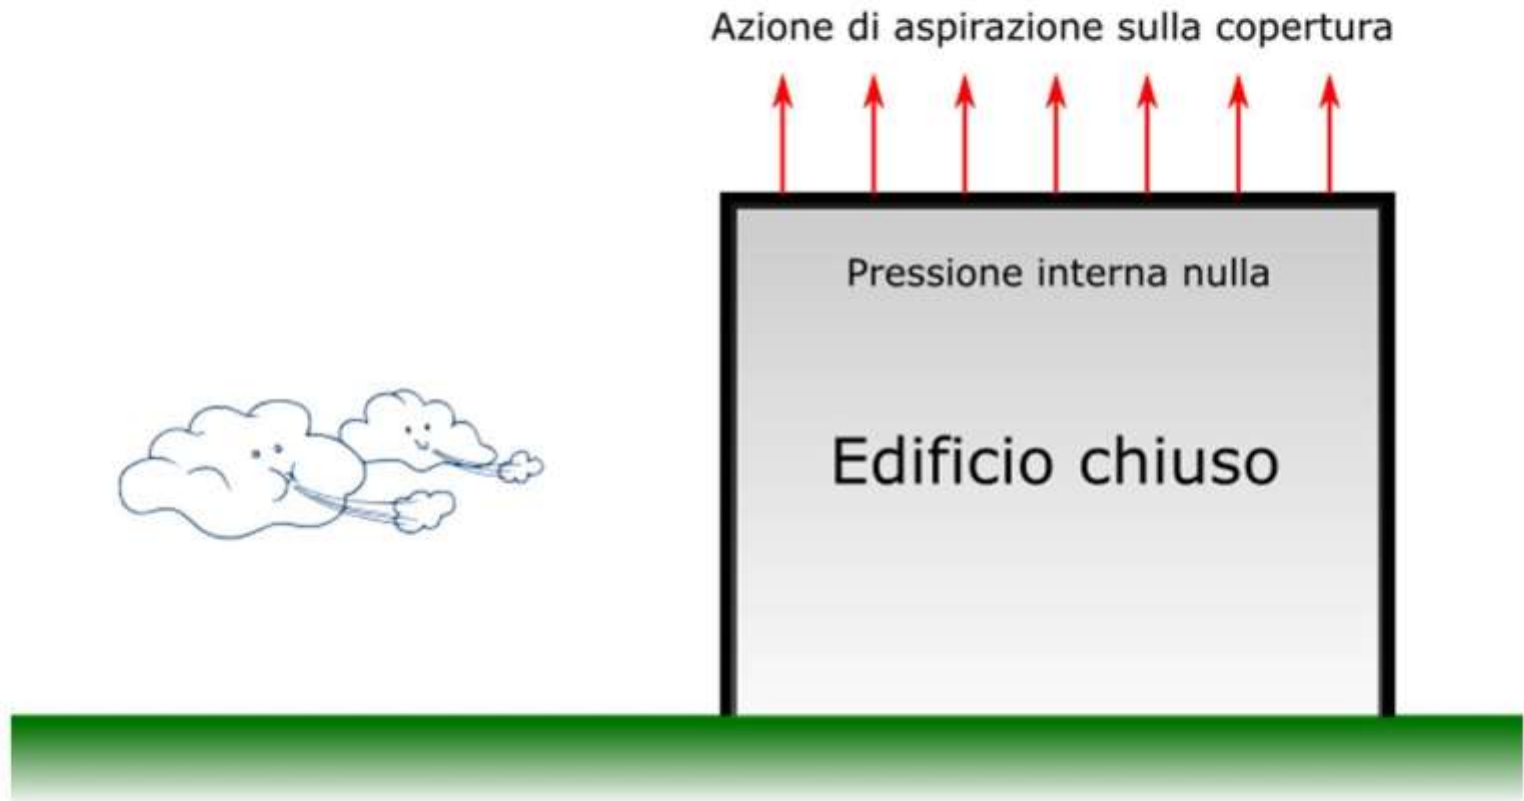 Azione di aspirazione sulla copertura
Pressione interna nulla
Edificio chiuso